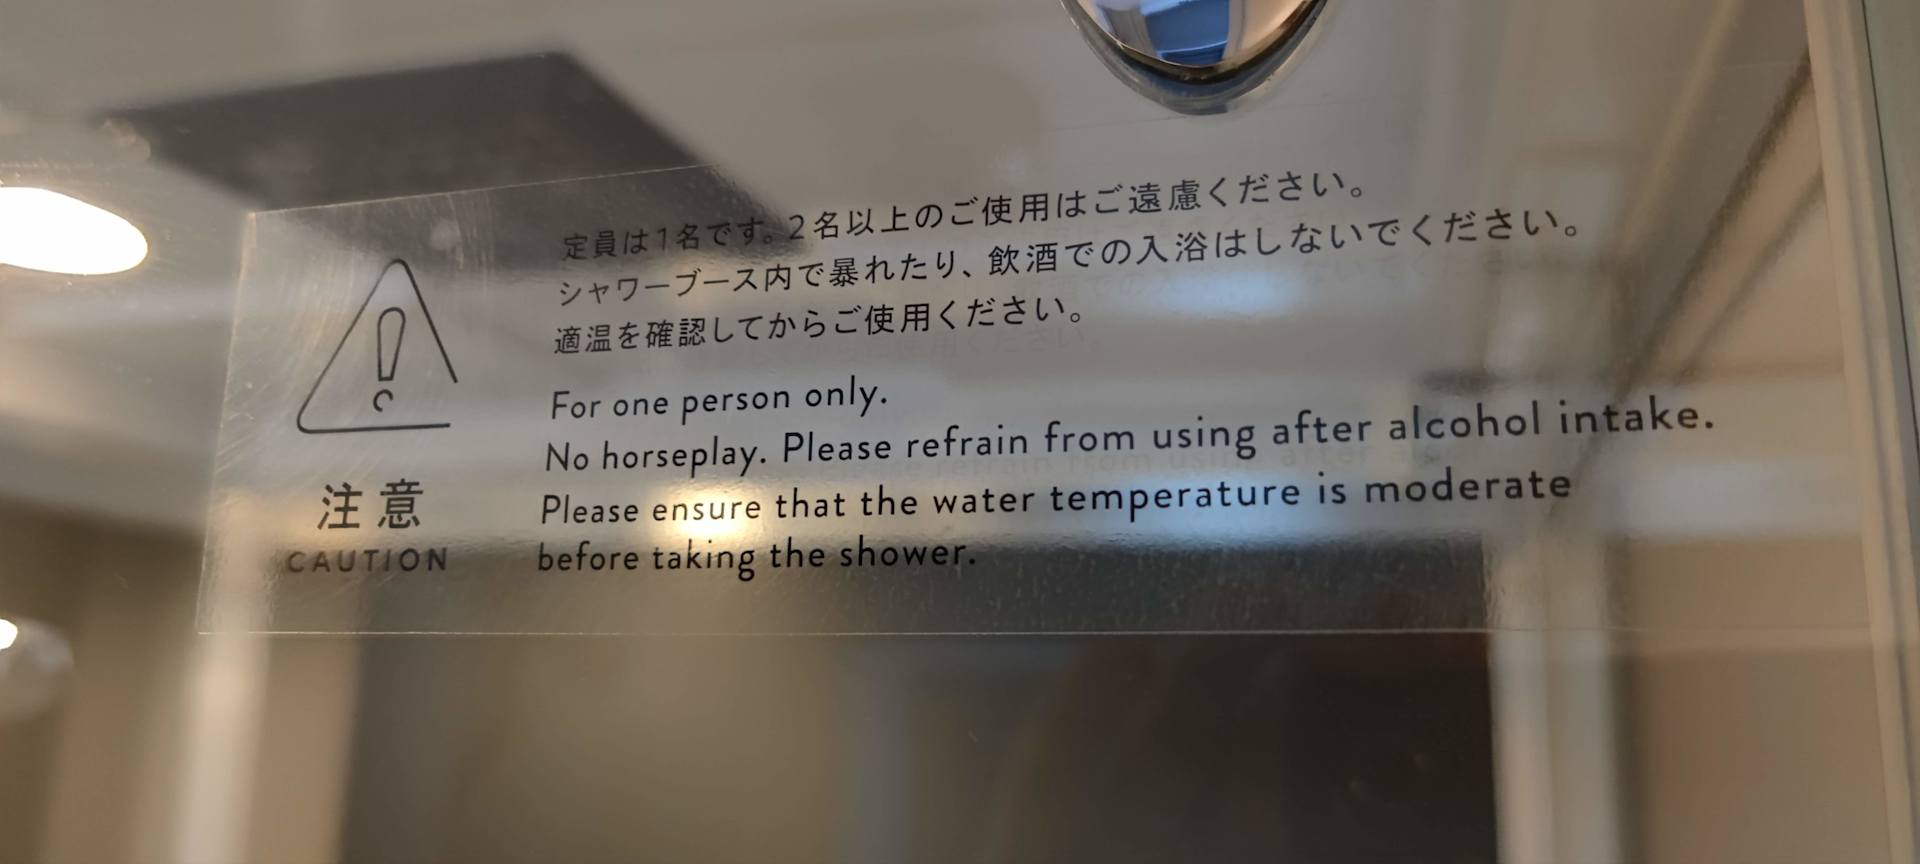 定員は1名です。2名以上のご使用はご遠慮ください。
シャワーブース内で暴れたり、飲酒での入浴はしないでください。
適温を確認してからご使用ください。
For one person only.
No horseplay. Please refrain from using after alcohol intake.
Please ensure that the water temperature is moderate
before taking the shower.
注意
CAUTION